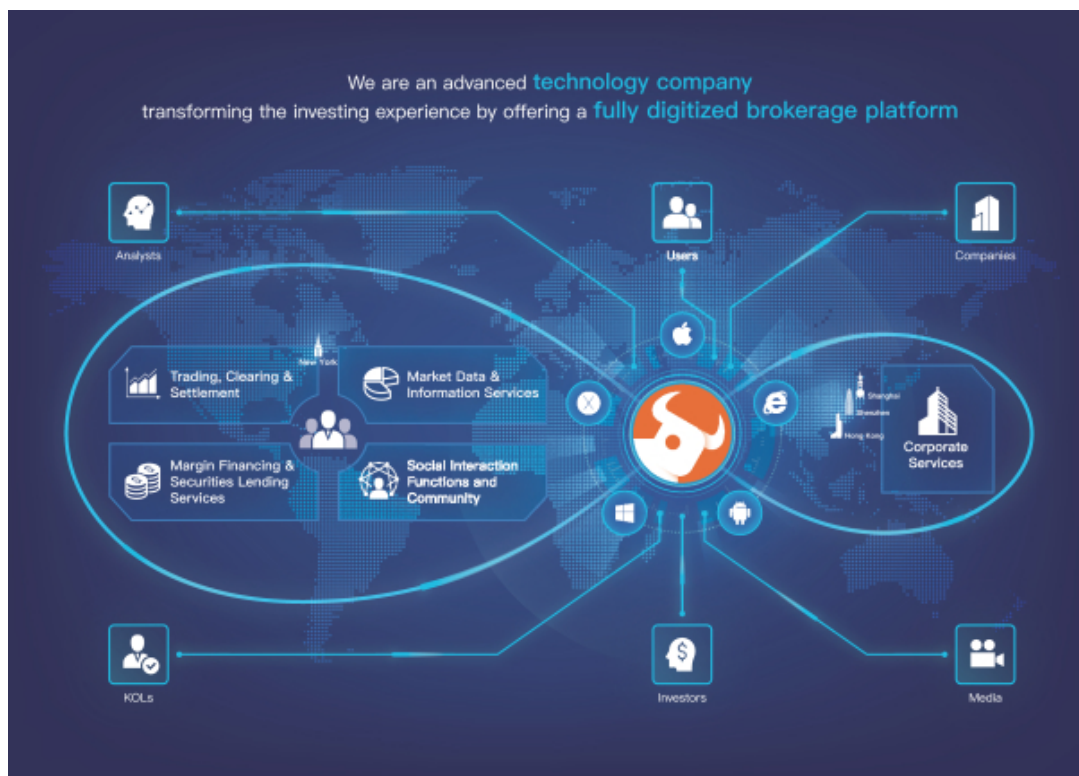 We are an advanced technology company
transforming the investing experience by offering a fully digitized brokerage platform
Analysts
Users
Companies
New York
Trading, Clearing &
Settlement
Market Data &
Information Services
Margin Financing &
Securities Lending
Services
Social Interaction
Functions and
Community
Shanghai
Shenzhen
Hong Kong
Corporate
Services
KOLs
Investors
Media